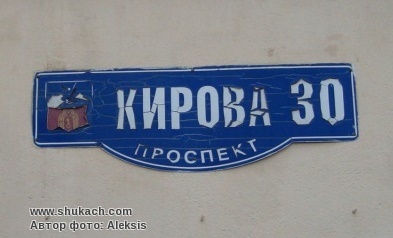 КИРОВА 30
ПРОСПЕКТ
www.shukach.com
Автор фото: Aleksis